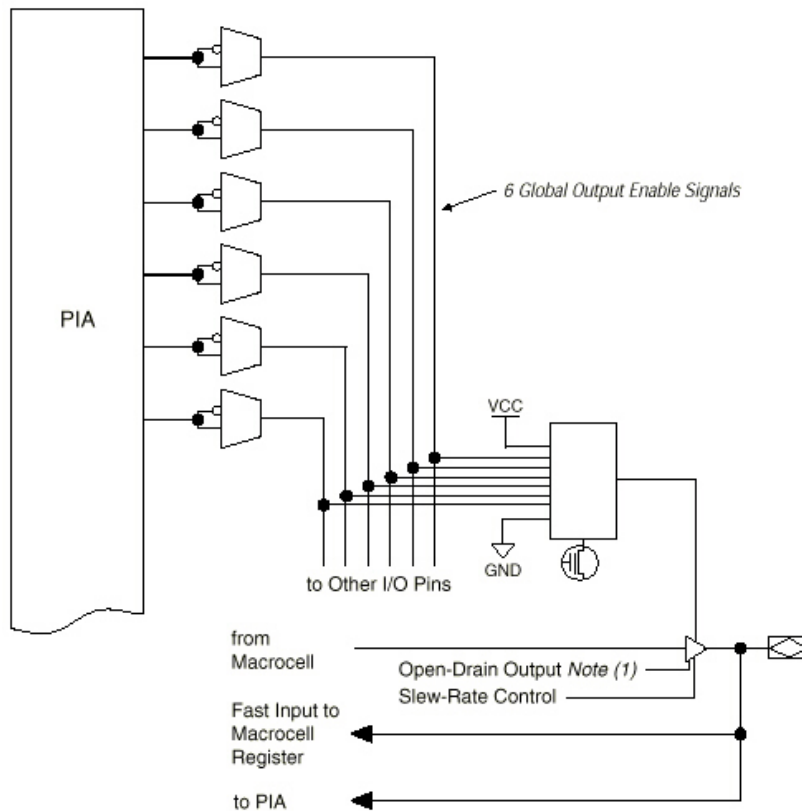 6 Global Output Enable Signals
PIA
VCC
GND
to Other I/O Pins
from
Macrocell
Open-Drain Output Note (1)
Slew-Rate Control
Fast Input to
Macrocell
Register
to PIA